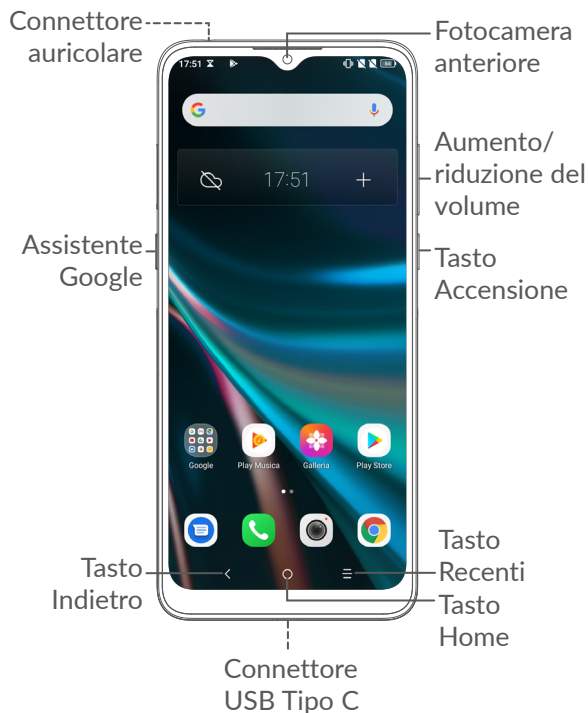 Connettore
auricolare
Fotocamera
anteriore
17:51
84
17:51
Aumento/
riduzione del
volume
Assistente
Google
Tasto
Accensione
Google
Play Musica
Galleria
Play Store
Tasto
Indietro
Tasto
Recenti
Tasto
Home
Connettore
USB Tipo C